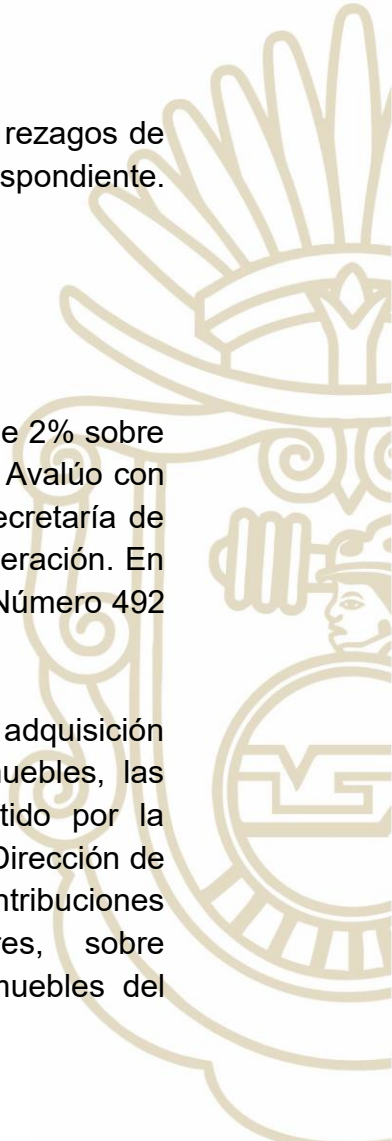 rezagos de
spondiente.
e 2% sobre
Avalúo con
ecretaría de
eración. En
Número 492
adquisición
nuebles, las
tido por la
Dirección de
ntribuciones
res, sobre
nuebles del